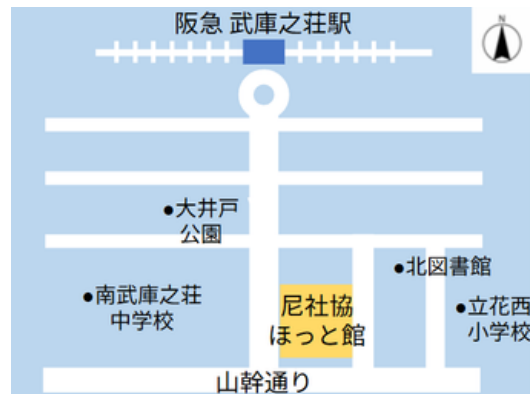 阪急 武庫之荘駅
N
●大井戸
公園
●北図書館
●南武庫之荘
中学校
尼社協
ほっと館
●立花西
小学校
山幹通り